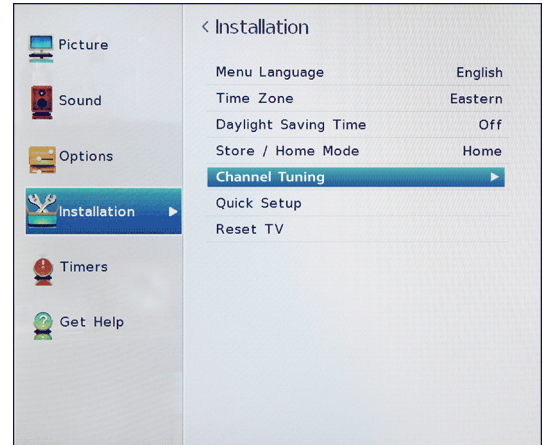 Picture
Sound
Options
Installation
Timers
Get Help
< Installation
Menu Language English
Time Zone Eastern
Daylight Saving Time Off
Store / Home Mode Home
Channel Tuning
Quick Setup
Reset TV